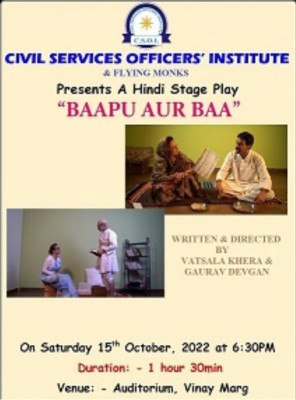 C.S.O.I.
CIVIL SERVICES OFFICERS' INSTITUTE
& FLYING MONKS
Presents A Hindi Stage Play
"BAAPU AUR BAA"
WRITTEN & DIRECTED
BY
VATSALA KHERA &
GAURAV DEVGAN
On Saturday 15th October, 2022 at 6:30PM
Duration: - 1 hour 30min
Venue: - Auditorium, Vinay Marg